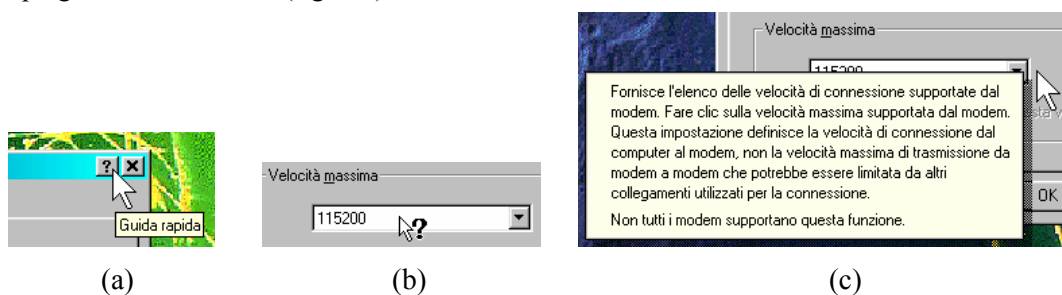 Velocità massima
115200
Fornisce l'elenco delle velocità di connessione supportate dal
modem. Fare clic sulla velocità massima supportata dal modem.
Questa impostazione definisce la velocità di connessione dal
computer al modem, non la velocità massima di trasmissione da
modem a modem che potrebbe essere limitata da altri
collegamenti utilizzati per la connessione.
Non tutti i modem supportano questa funzione.
OK
?
Guida rapida
Velocità massima
115200
?
(a)
(b)
(c)